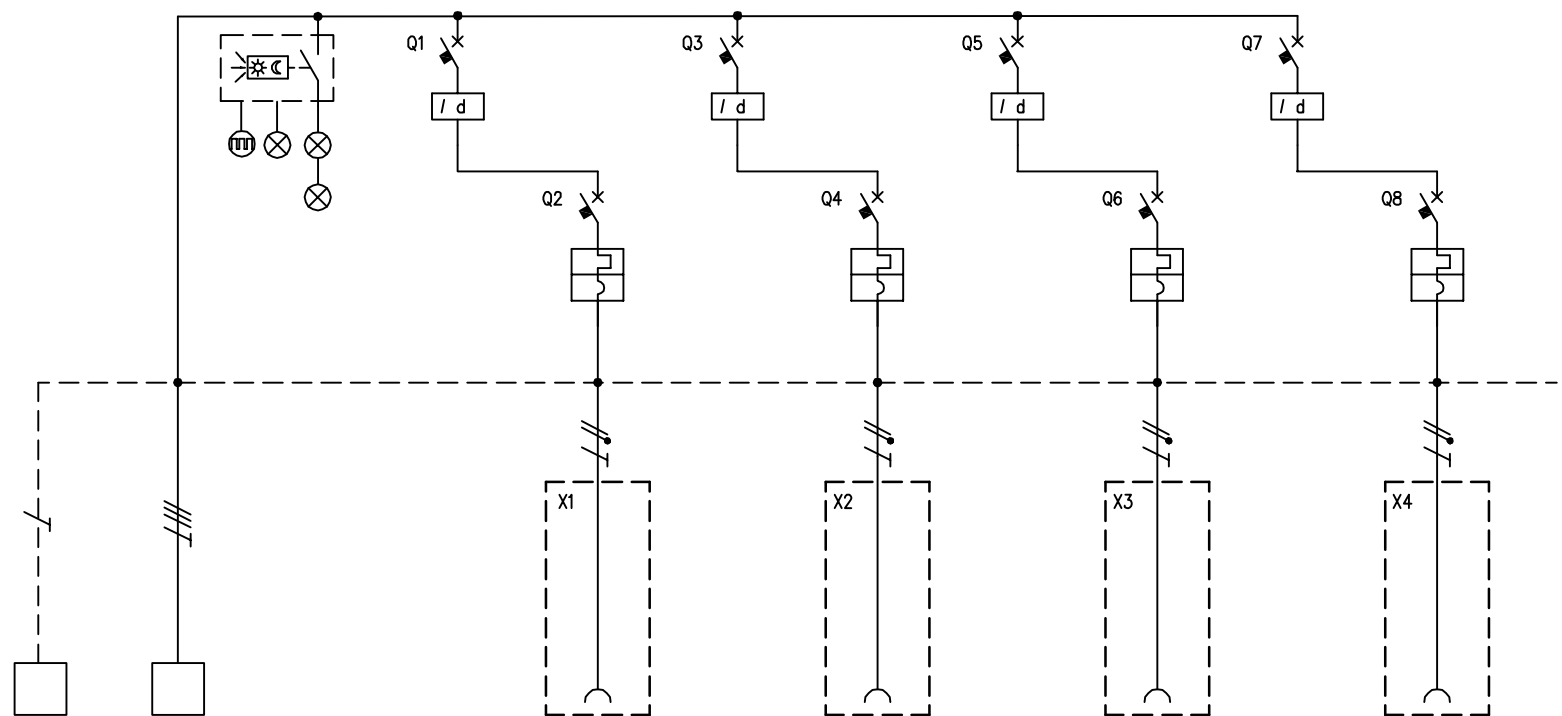 Q1 Q3 Q5 Q7
/ d / d / d / d
Q2 Q4 Q6 Q8
X1 X2 X3 X4